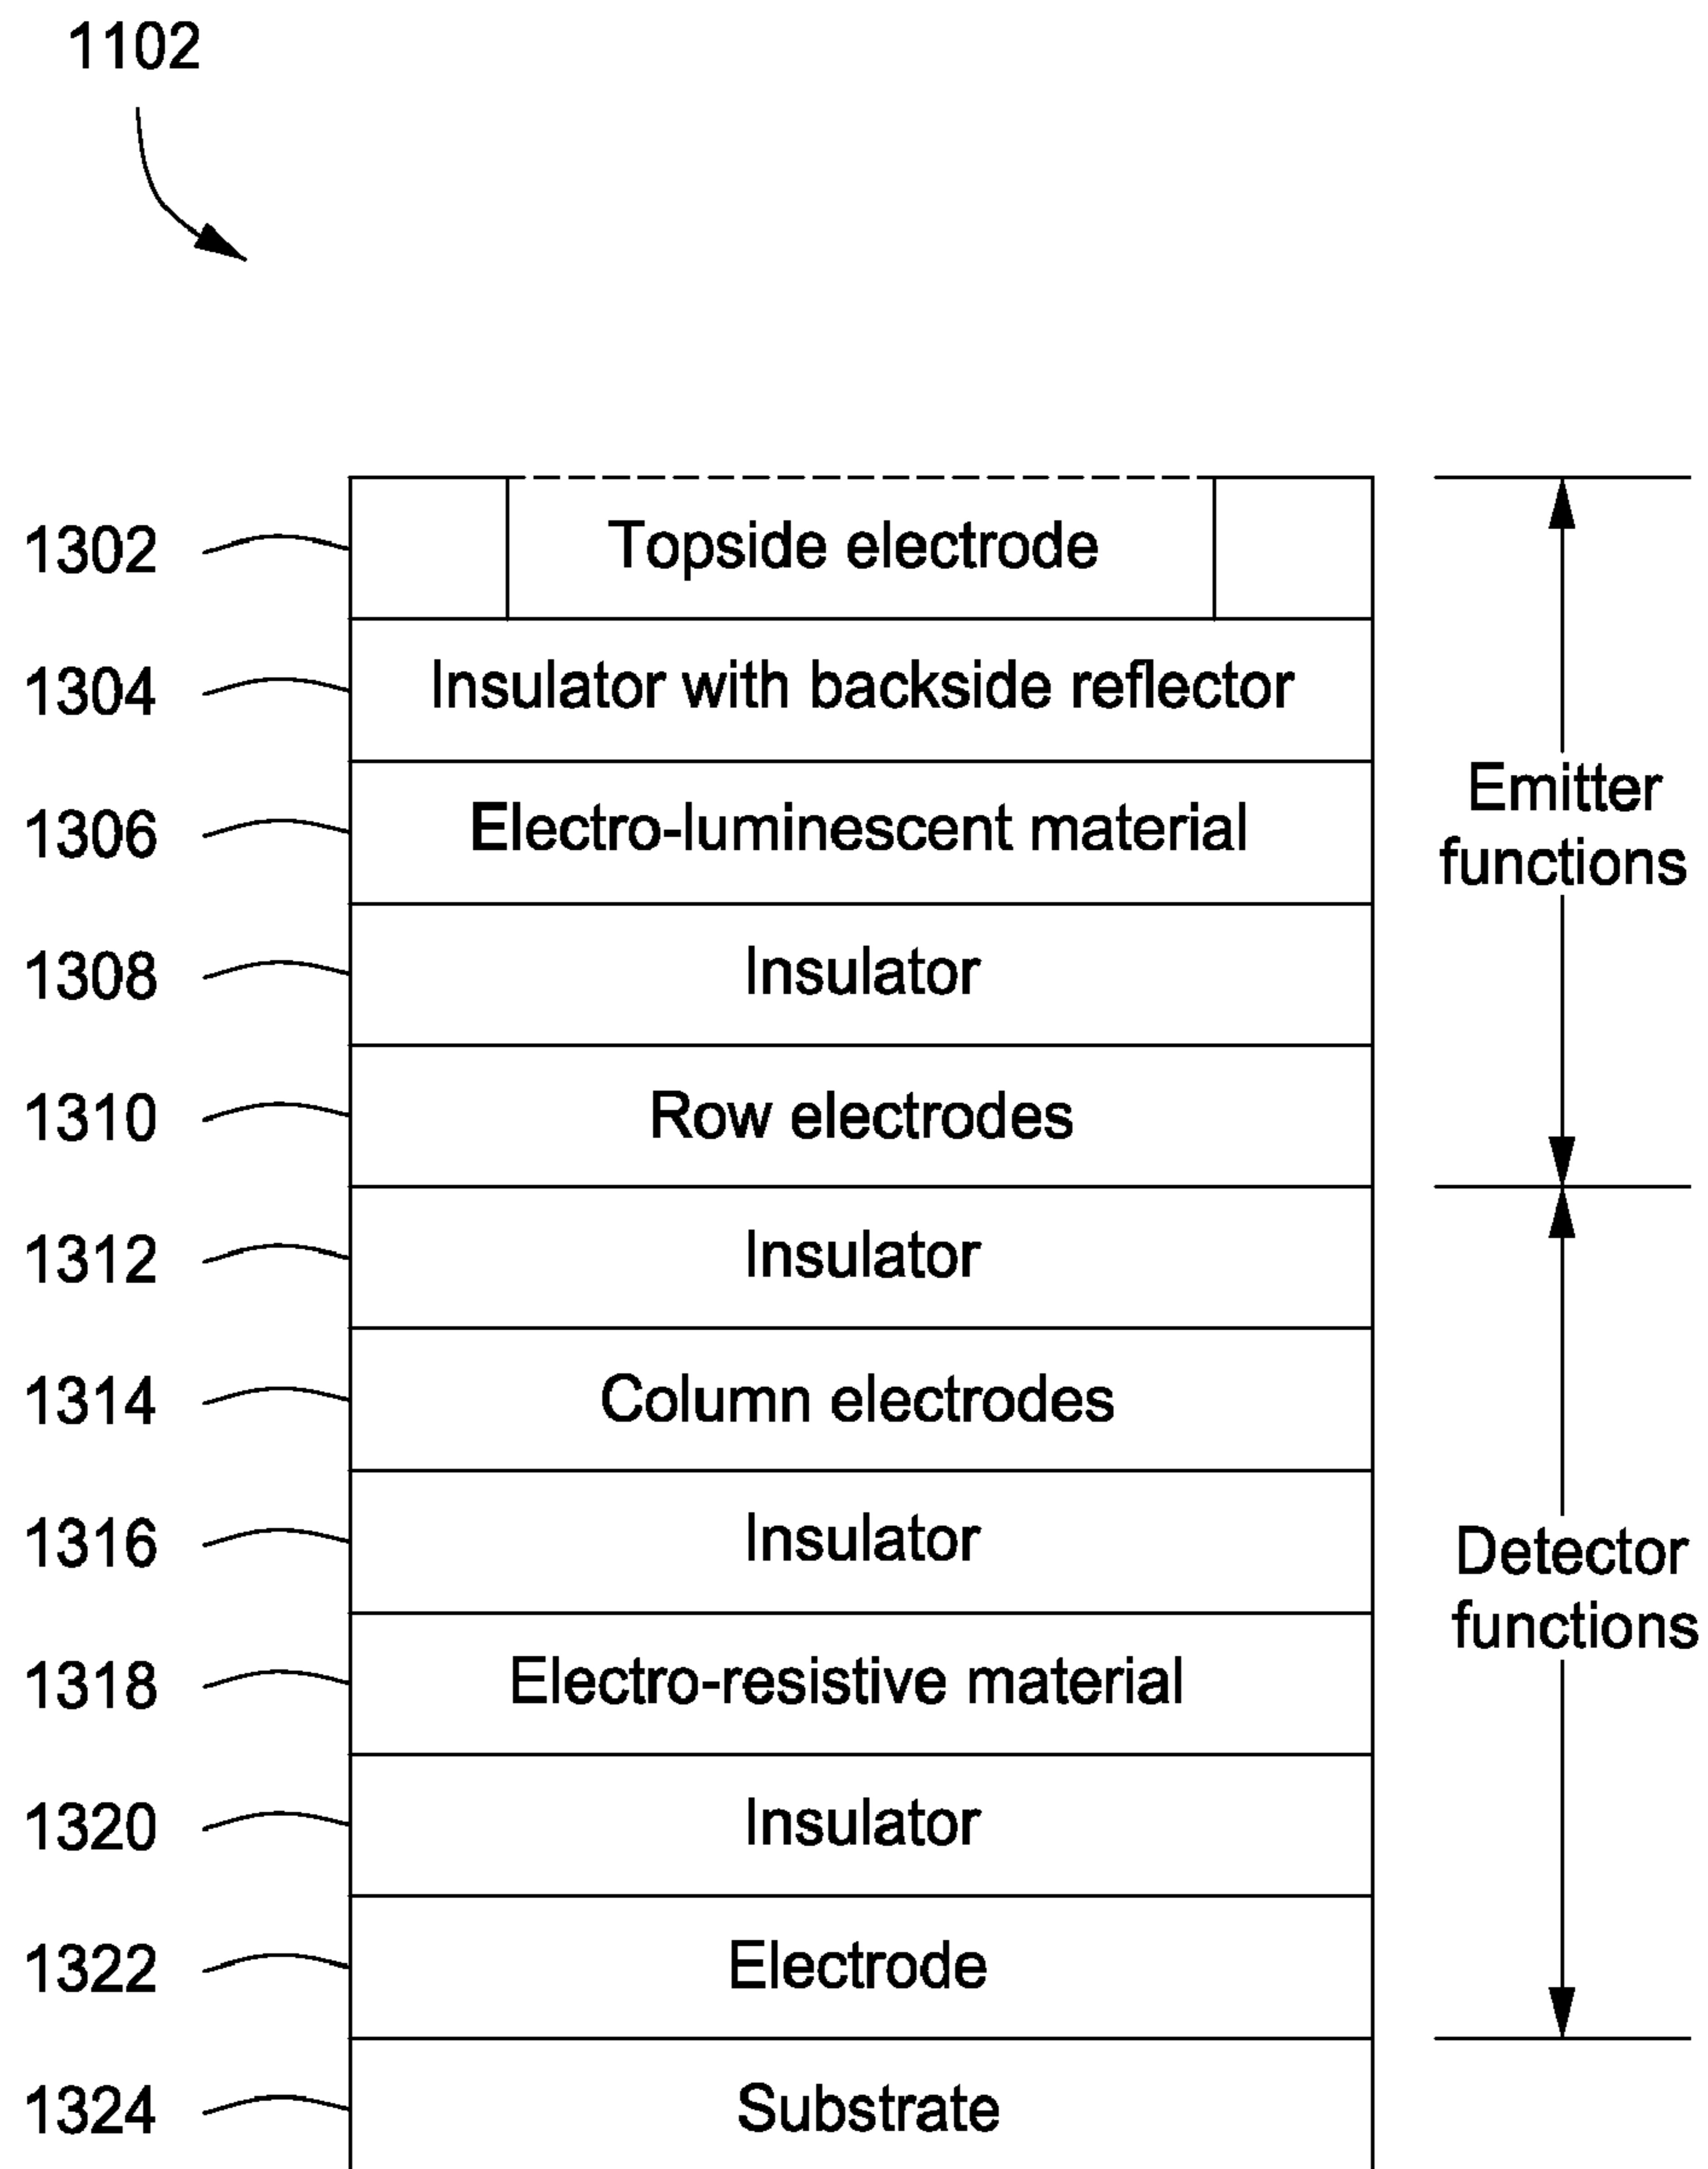 1102
1302 Topside electrode
1304 Insulator with backside reflector
1306 Electro-luminescent material
Emitter
functions
1308 Insulator
1310 Row electrodes
1312 Insulator
1314 Column electrodes
1316 Insulator
Detector
functions
1318 Electro-resistive material
1320 Insulator
1322 Electrode
1324 Substrate